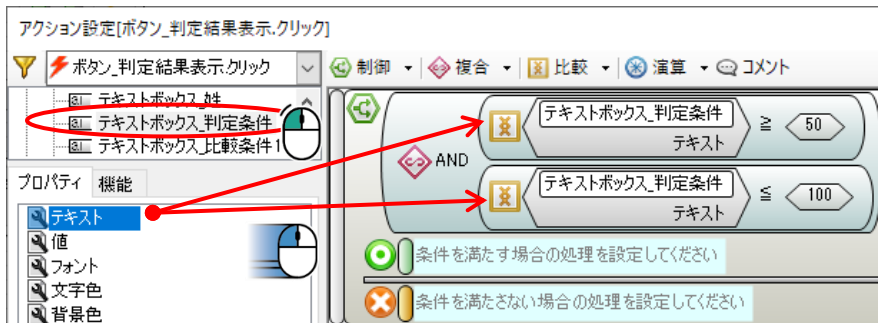 アクション設定[ボタン_判定結果表示.クリック]
ボタン_判定結果表示.クリック
制御 複合 比較 演算 コメント
テキストボックス_姓
テキストボックス_判定条件
テキストボックス_比較条件1
プロパティ 機能
テキスト
値
フォント
文字色
背景色
AND
テキストボックス_判定条件
テキスト
≧ 50
テキストボックス_判定条件
テキスト
≦ 100
条件を満たす場合の処理を設定してください
条件を満たさない場合の処理を設定してください